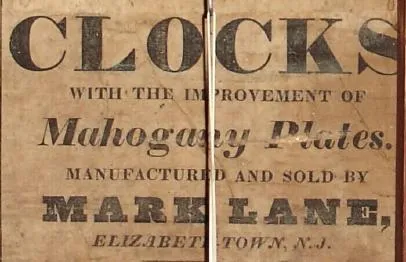 CLOCKS
WITH THE IMPROVEMENT OF
Mahogany Plates.
MANUFACTURED AND SOLD BY
MARK LANE,
ELIZABETH-TOWN, N.J.